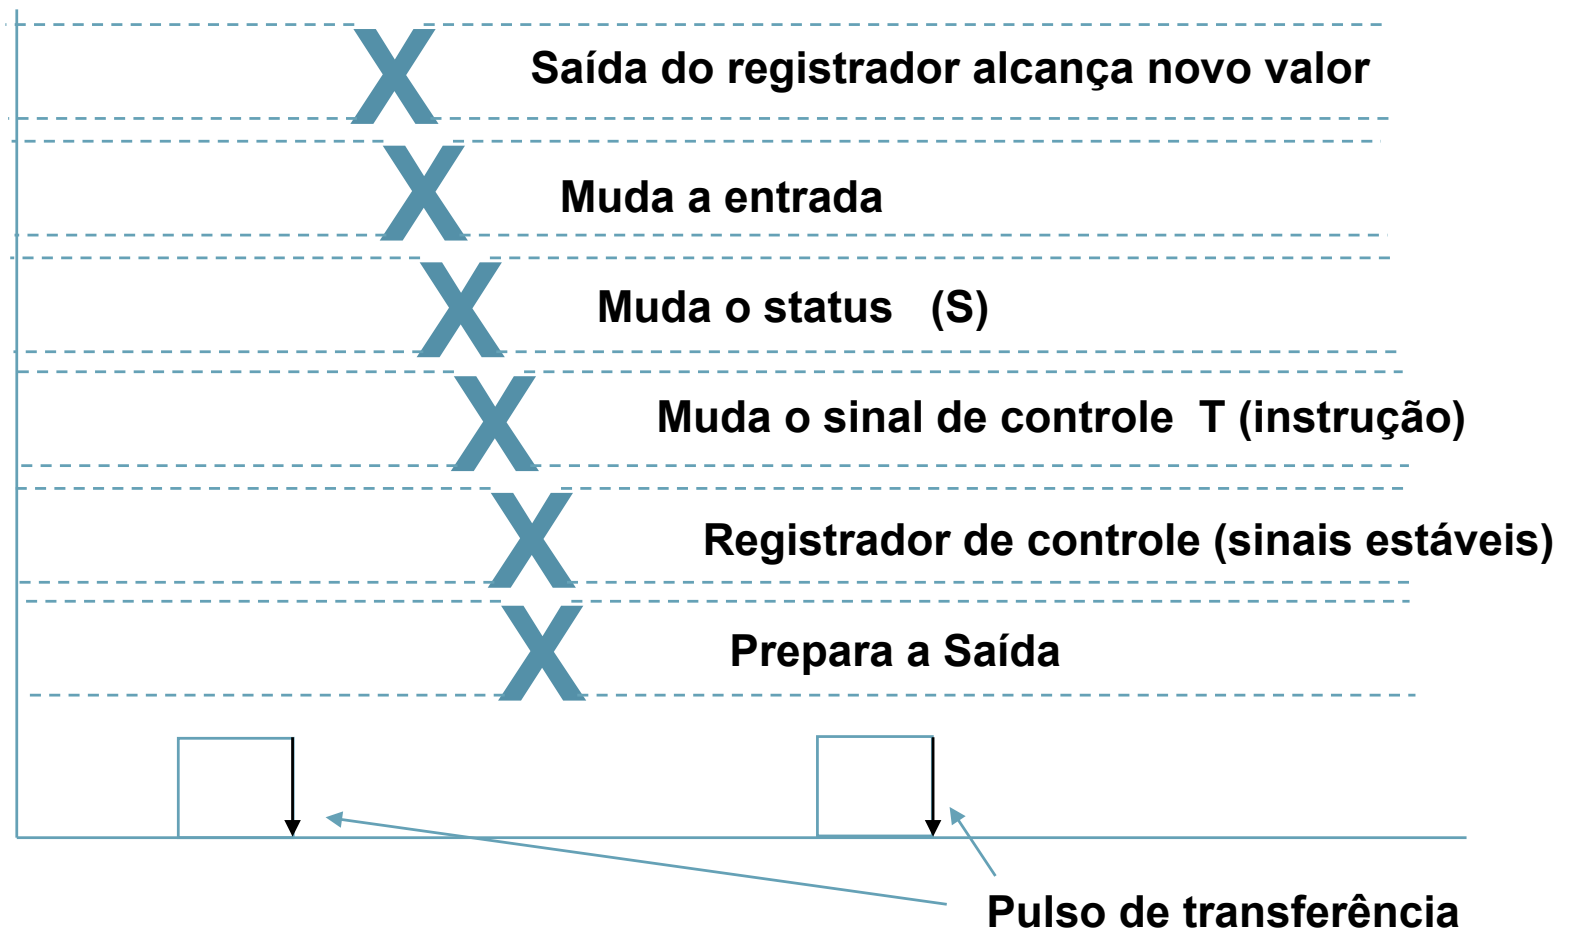 Saída do registrador alcança novo valor
Muda a entrada
Muda o status (S)
Muda o sinal de controle T (instrução)
Registrador de controle (sinais estáveis)
Prepara a Saída
Pulso de transferência